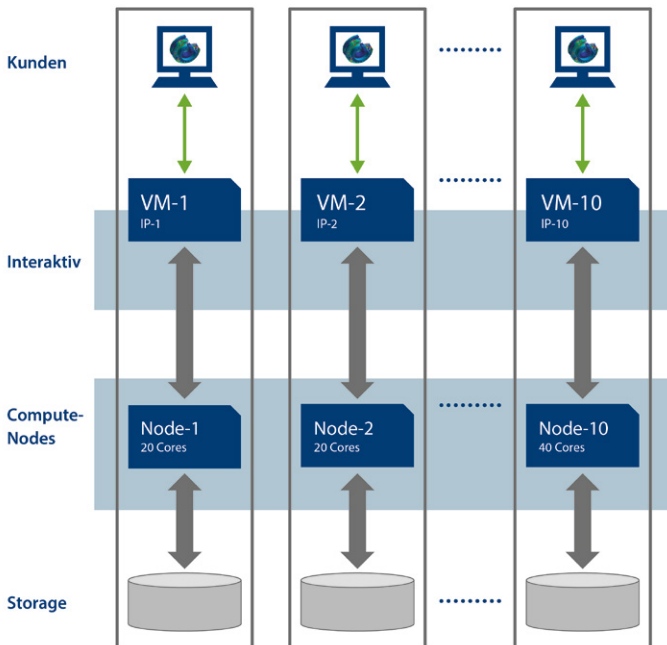 Kunden
VM-1
IP-1
VM-2
IP-2
VM-10
IP-10
Interaktiv
Compute-
Nodes
Node-1
20 Cores
Node-2
20 Cores
Node-10
40 Cores
Storage